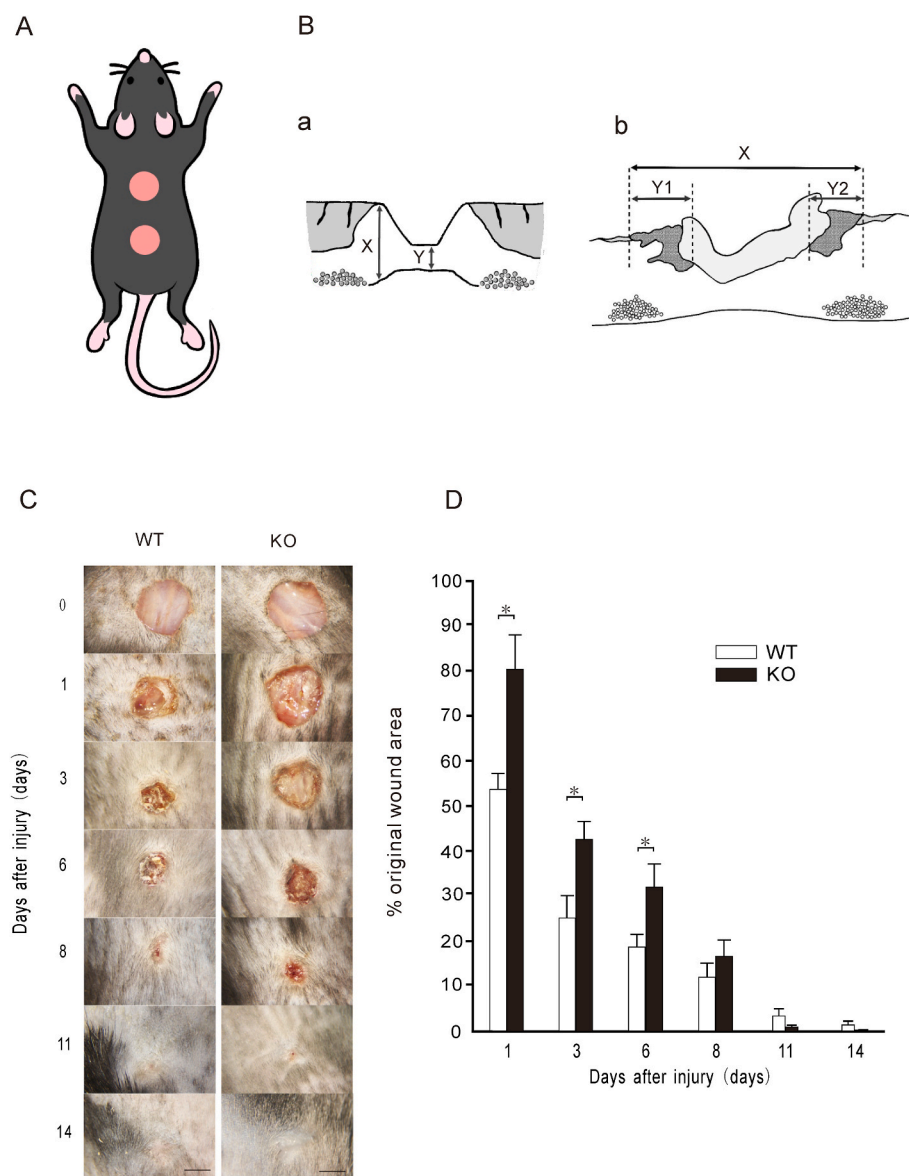 A
B
a
b
X
Y
X
Y1
Y2
C
D
WT
KO
0
1
3
6
8
11
14
Days after injury (days)
% original wound area
100
90
80
70
60
50
40
30
20
10
0
*
*
*
WT
KO
1
3
6
8
11
14
Days after injury (days)